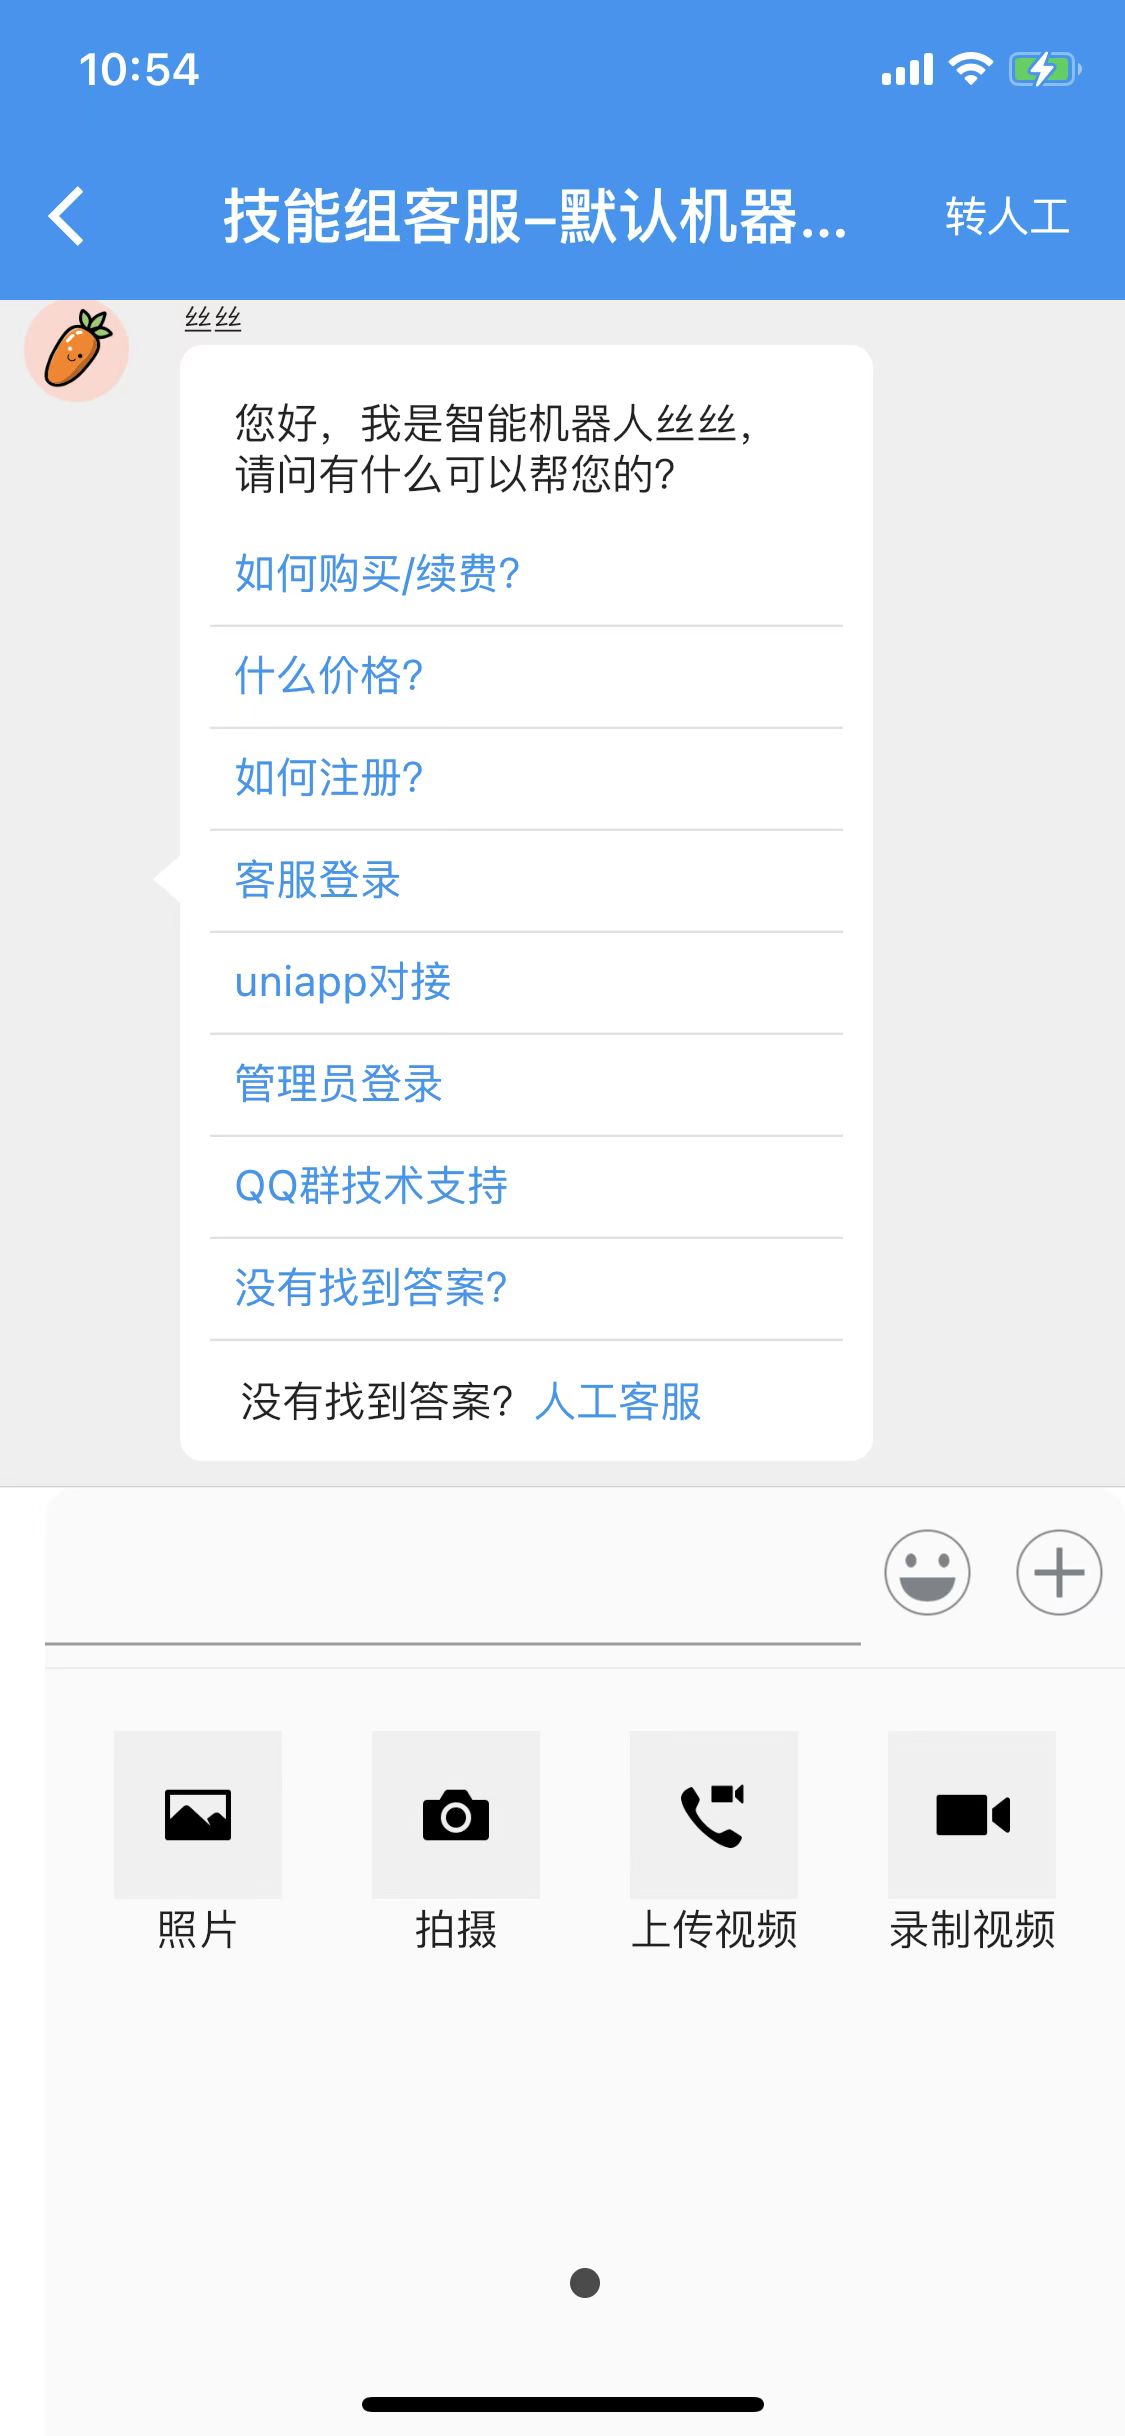 10:54
技能组客服-默认机器...
转人工
丝丝
您好，我是智能机器人丝丝，
请问有什么可以帮您的?
如何购买/续费?
什么价格?
如何注册?
客服登录
uniapp对接
管理员登录
QQ群技术支持
没有找到答案?
没有找到答案? 人工客服
照片
拍摄
上传视频
录制视频